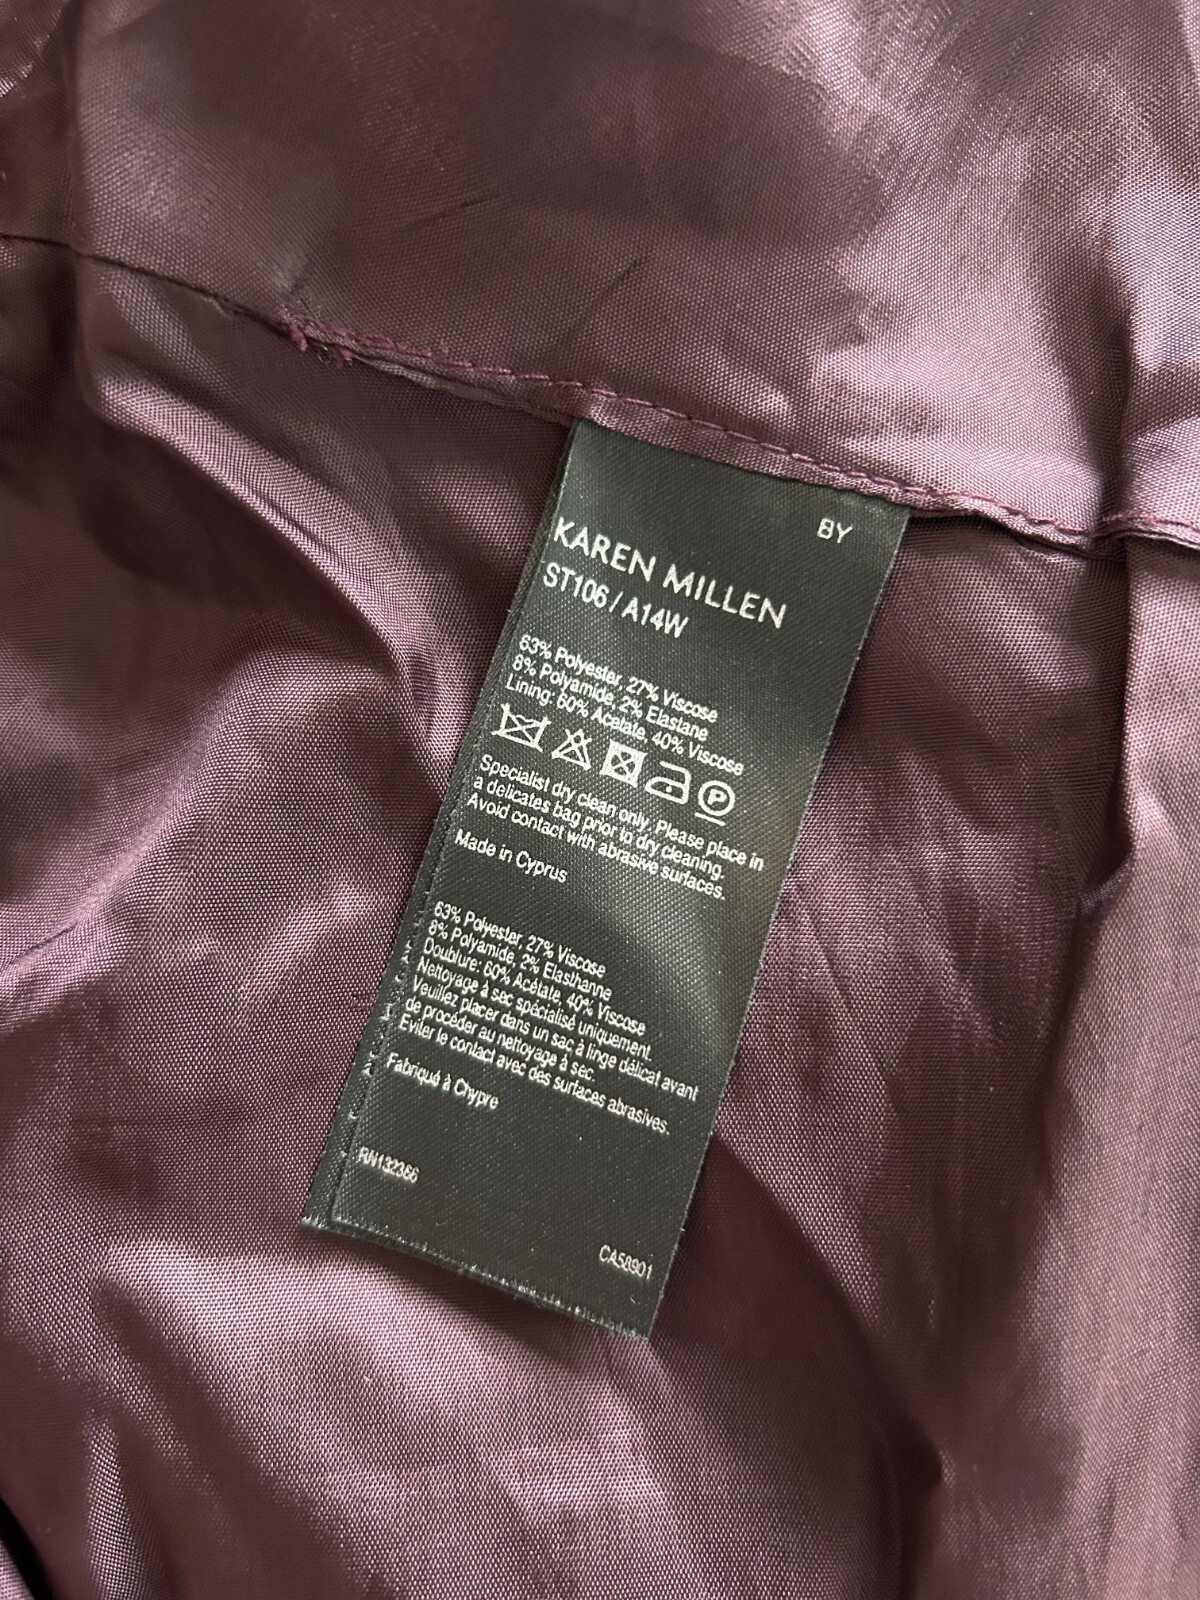 BY
KAREN MILLEN
ST106 / A14W
63% Polyester, 27% Viscose
8% Polyamide, 2% Elastane
Lining: 60% Acetate, 40% Viscose
P
Specialist dry clean only. Please place in
a delicates bag prior to dry cleaning.
Avoid contact with abrasive surfaces.
Made in Cyprus
63% Polyester, 27% Viscose
8% Polyamide, 2% Elasthanne
Doublure: 60% Acétate, 40% Viscose
Nettoyage à sec spécialisé uniquement.
Veuillez placer dans un sac à linge délicat avant
de procéder au nettoyage à sec.
Eviter le contact avec des surfaces abrasives.
Fabriqué à Chypre
RN132366
CA58901